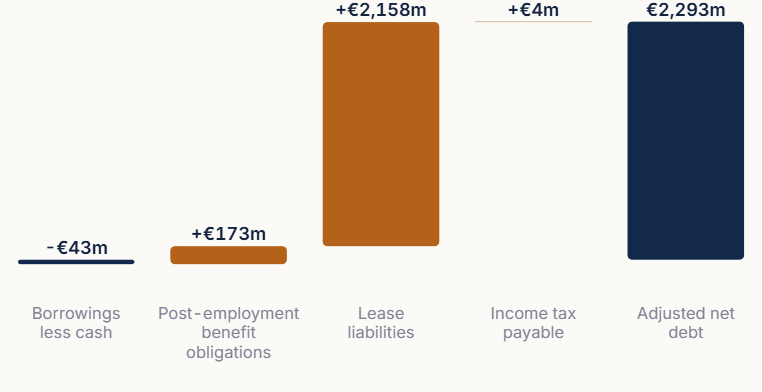 -€43m
+€173m
+€2,158m
+€4m
€2,293m
Borrowings
less cash
Post-employment
benefit
obligations
Lease
liabilities
Income tax
payable
Adjusted net
debt